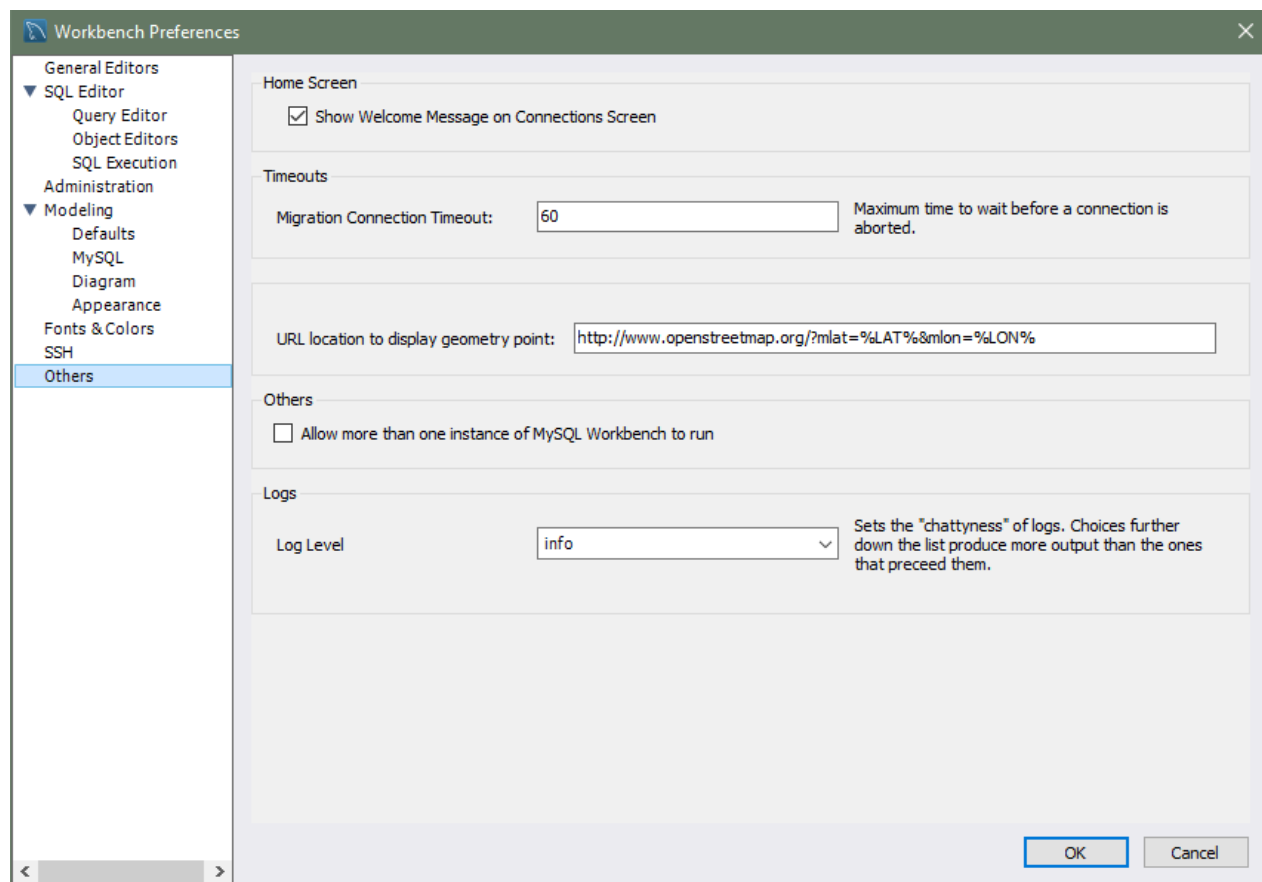 Workbench Preferences
General Editors
SQL Editor
Query Editor
Object Editors
SQL Execution
Administration
Modeling
Defaults
MySQL
Diagram
Appearance
Fonts & Colors
SSH
Others
Home Screen
Show Welcome Message on Connections Screen
Timeouts
Migration Connection Timeout:
60
Maximum time to wait before a connection is
aborted.
URL location to display geometry point:
http://www.openstreetmap.org/?mlat=%LAT%&mlon=%LON%
Others
Allow more than one instance of MySQL Workbench to run
Logs
Log Level
info
Sets the "chattyness" of logs. Choices further
down the list produce more output than the ones
that preceed them.
OK
Cancel